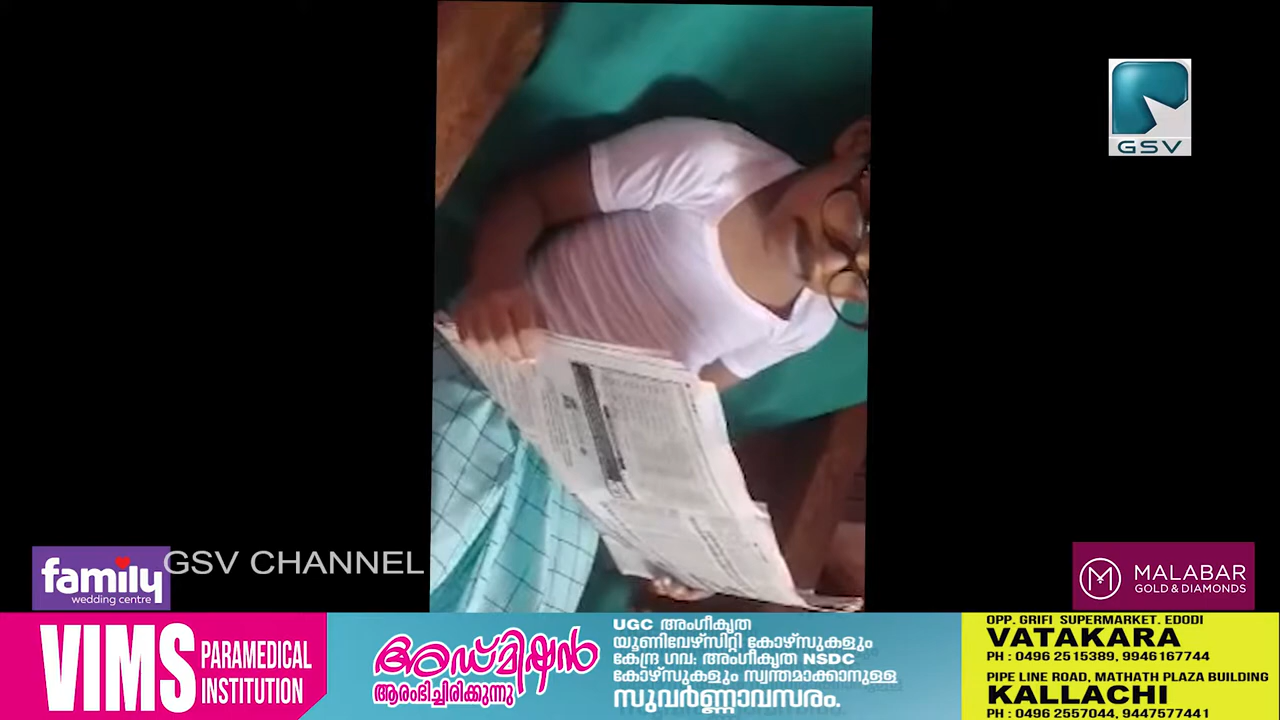 GSV
family
wedding centre
GSV CHANNEL
MALABAR
GOLD & DIAMONDS
VIMS
PARAMEDICAL
INSTITUTION
അഡ്മിഷൻ
ആരംഭിച്ചിരിക്കുന്നു
UGC അംഗീകൃത
യൂണിവേഴ്സിറ്റി കോഴ്സുകളും
കേന്ദ്ര ഗവ: അംഗീകൃത NSDC
കോഴ്സുകളും സ്വന്തമാക്കാനുള്ള
സുവർണ്ണാവസരം.
OPP. GRIFI SUPERMARKET. EDODI
VATAKARA
PH : 0496 2515389, 9946167744
PIPE LINE ROAD, MATHATH PLAZA BUILDING
KALLACHI
PH : 0496 2557044, 9447577441